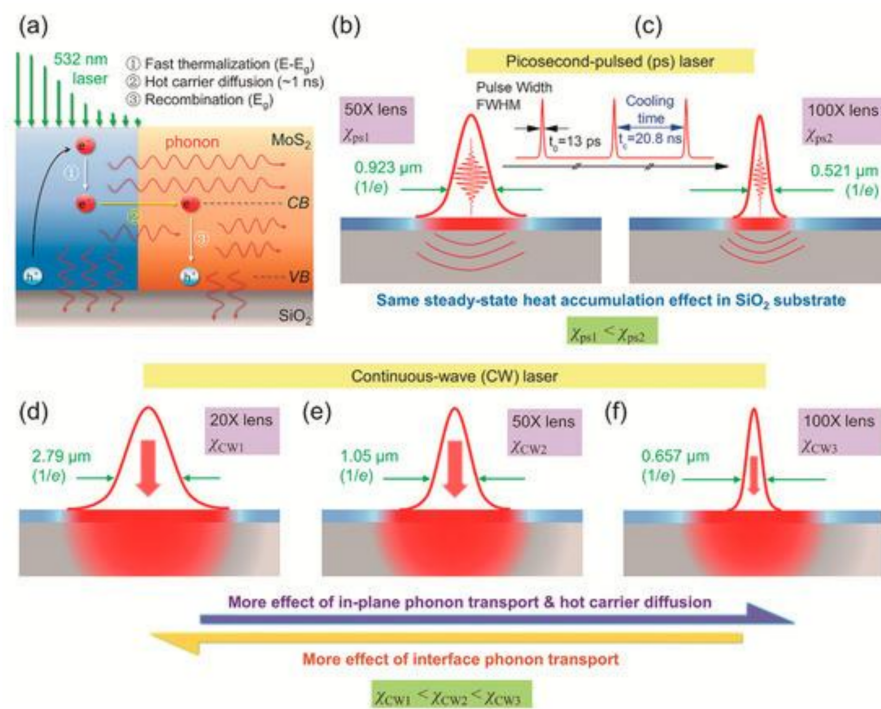 (a)
532 nm
laser
① Fast thermalization (E-Eg)
② Hot carrier diffusion (~1 ns)
③ Recombination (Eg)
phonon
MoS₂
e⁻
①
e⁻
②
e⁻
CB
③
h⁺
h⁺
VB
SiO₂
(b)
(c)
Picosecond-pulsed (ps) laser
50X lens
χps1
Pulse Width
FWHM
t₀=13 ps
Cooling
time
tc=20.8 ns
100X lens
χps2
0.923 µm
(1/e)
0.521 µm
(1/e)
Same steady-state heat accumulation effect in SiO₂ substrate
χps1 < χps2
Continuous-wave (CW) laser
(d)
20X lens
χCW1
2.79 µm
(1/e)
(e)
50X lens
χCW2
1.05 µm
(1/e)
(f)
100X lens
χCW3
0.657 µm
(1/e)
More effect of in-plane phonon transport & hot carrier diffusion
More effect of interface phonon transport
χCW1 < χCW2 < χCW3